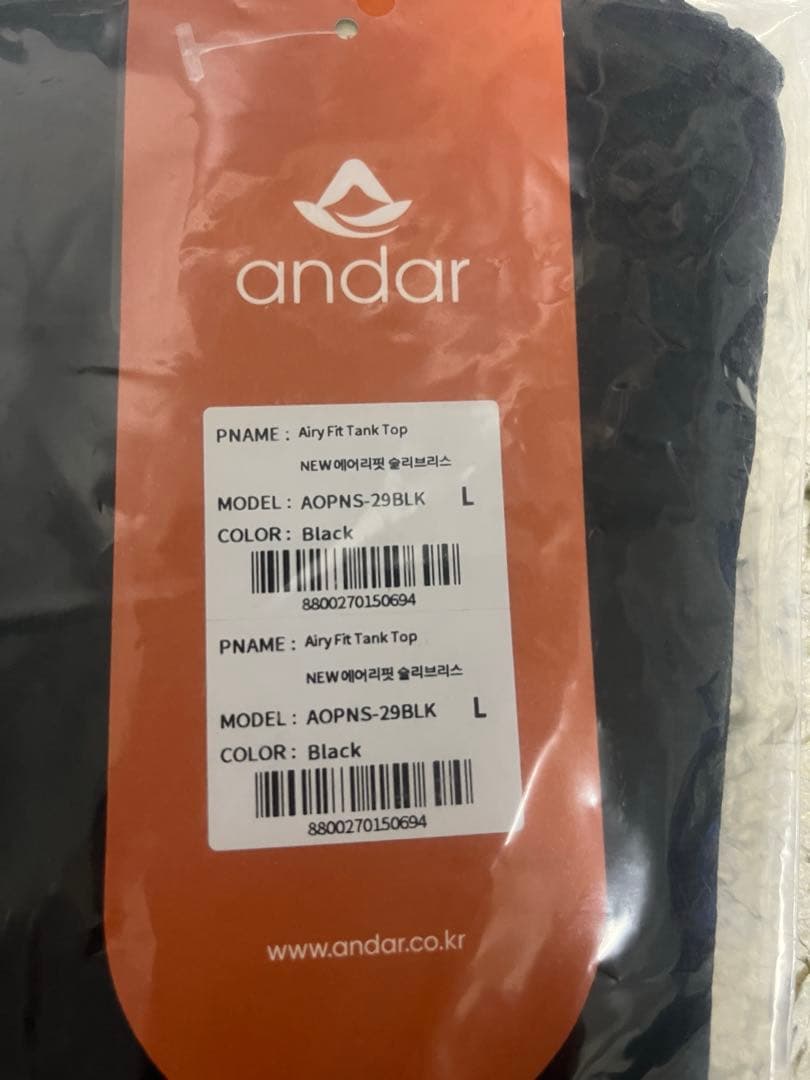 andar
PNAME : Airy Fit Tank Top
NEW 에어리핏 슬리브리스
MODEL : AOPNS-29BLK L
COLOR : Black
8800270150694
PNAME : Airy Fit Tank Top
NEW 에어리핏 슬리브리스
MODEL : AOPNS-29BLK L
COLOR : Black
8800270150694
www.andar.co.kr